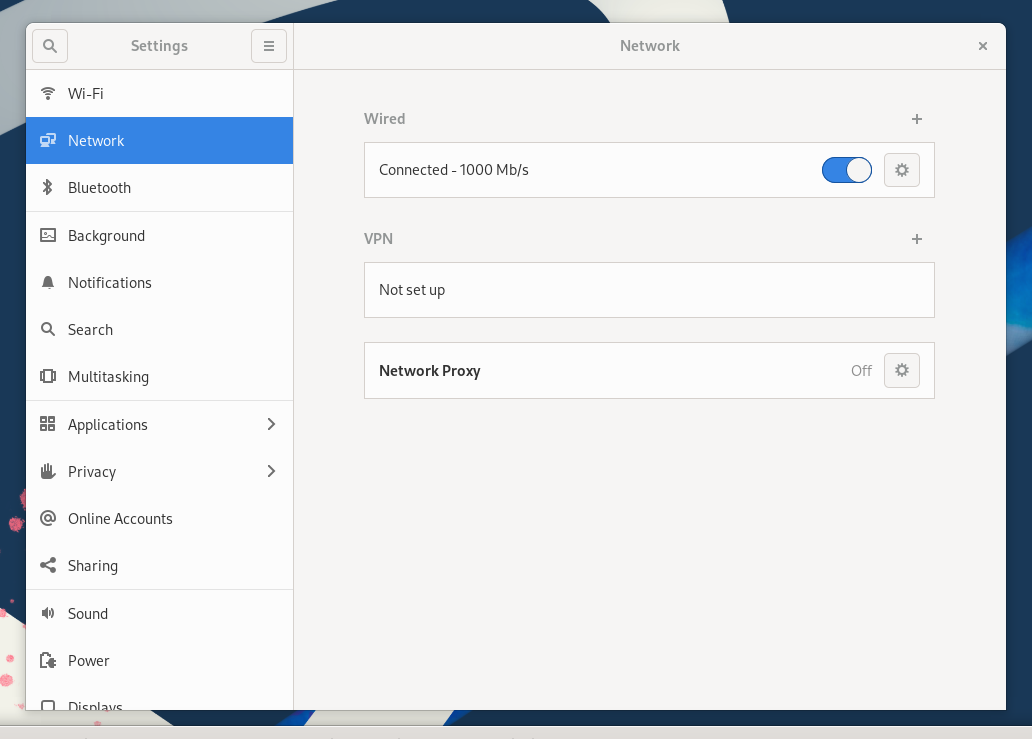 Settings
Network
Wi-Fi
Network
Bluetooth
Background
Notifications
Search
Multitasking
Applications
Privacy
Online Accounts
Sharing
Sound
Power
Displays
Wired
Connected - 1000 Mb/s
VPN
Not set up
Network Proxy Off